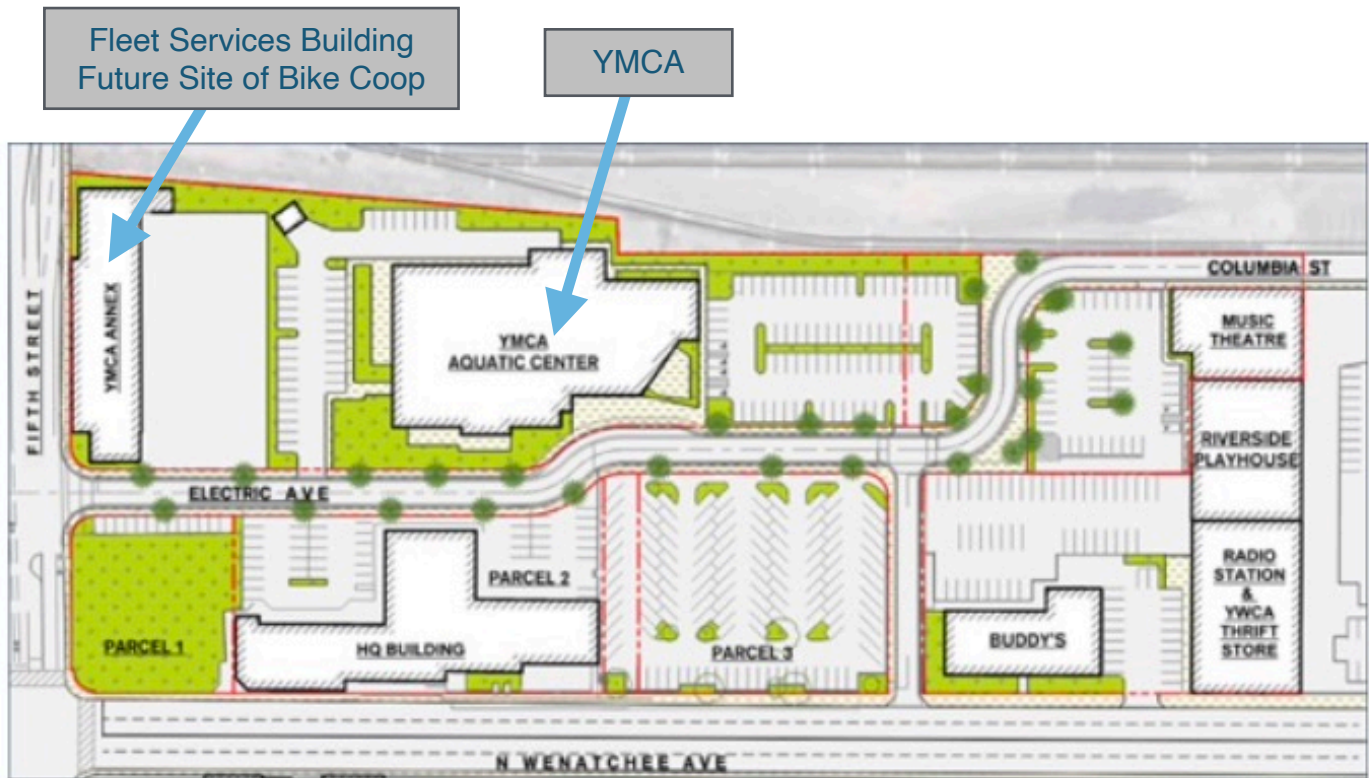 Fleet Services Building
Future Site of Bike Coop
YMCA
COLUMBIA ST
FIFTH STREET
YMCA ANNEX
YMCA
AQUATIC CENTER
MUSIC
THEATRE
RIVERSIDE
PLAYHOUSE
ELECTRIC AVE
PARCEL 1
HQ BUILDING
PARCEL 2
PARCEL 3
BUDDY'S
RADIO
STATION
&
YWCA
THRIFT
STORE
N WENATCHEE AVE